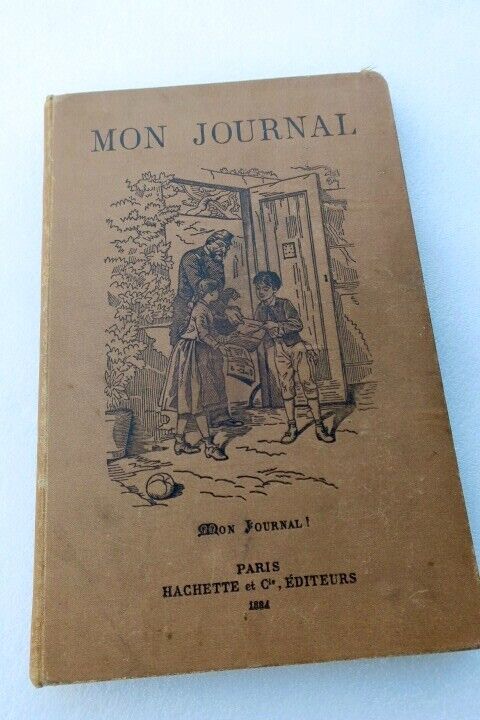 MON JOURNAL
Mon Journal!
PARIS
HACHETTE et Cie, ÉDITEURS
1884